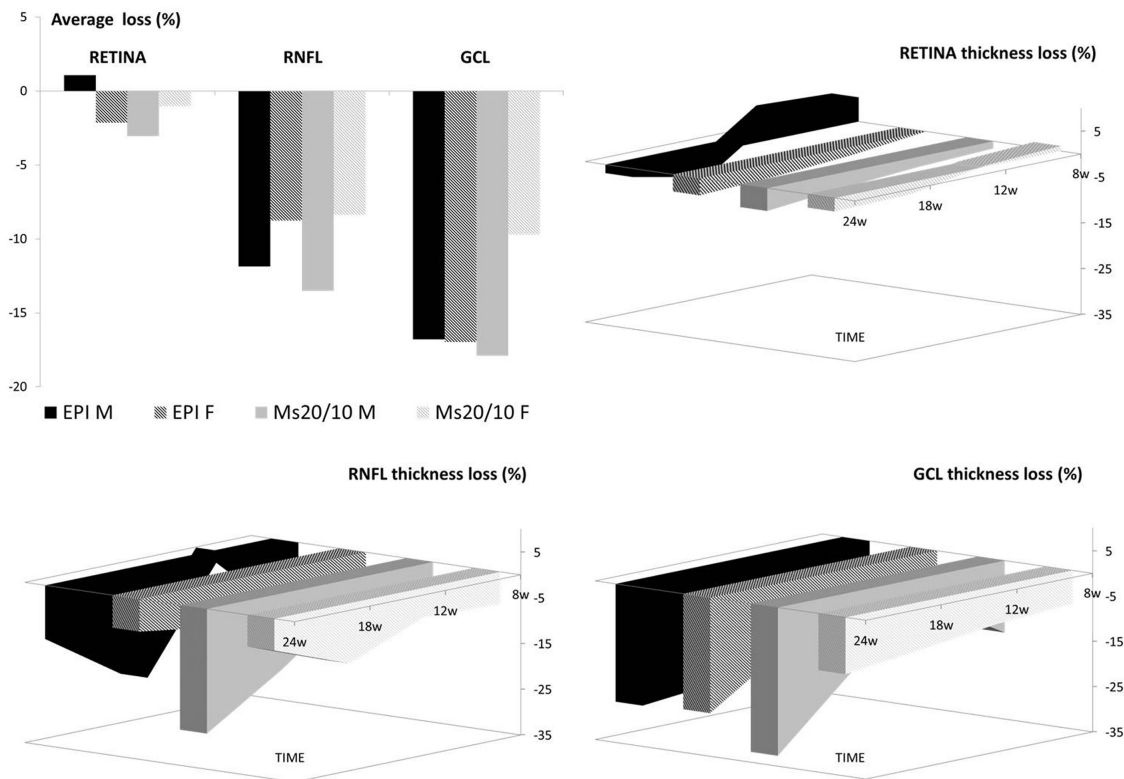 Average loss (%)
RETINA RNFL GCL
5
0
-5
-10
-15
-20
EPI M EPI F Ms20/10 M Ms20/10 F
RETINA thickness loss (%)
5
-5
-15
-25
-35
8w
12w
18w
24w
TIME
RNFL thickness loss (%)
5
-5
-15
-25
-35
8w
12w
18w
24w
TIME
GCL thickness loss (%)
5
-5
-15
-25
-35
8w
12w
18w
24w
TIME